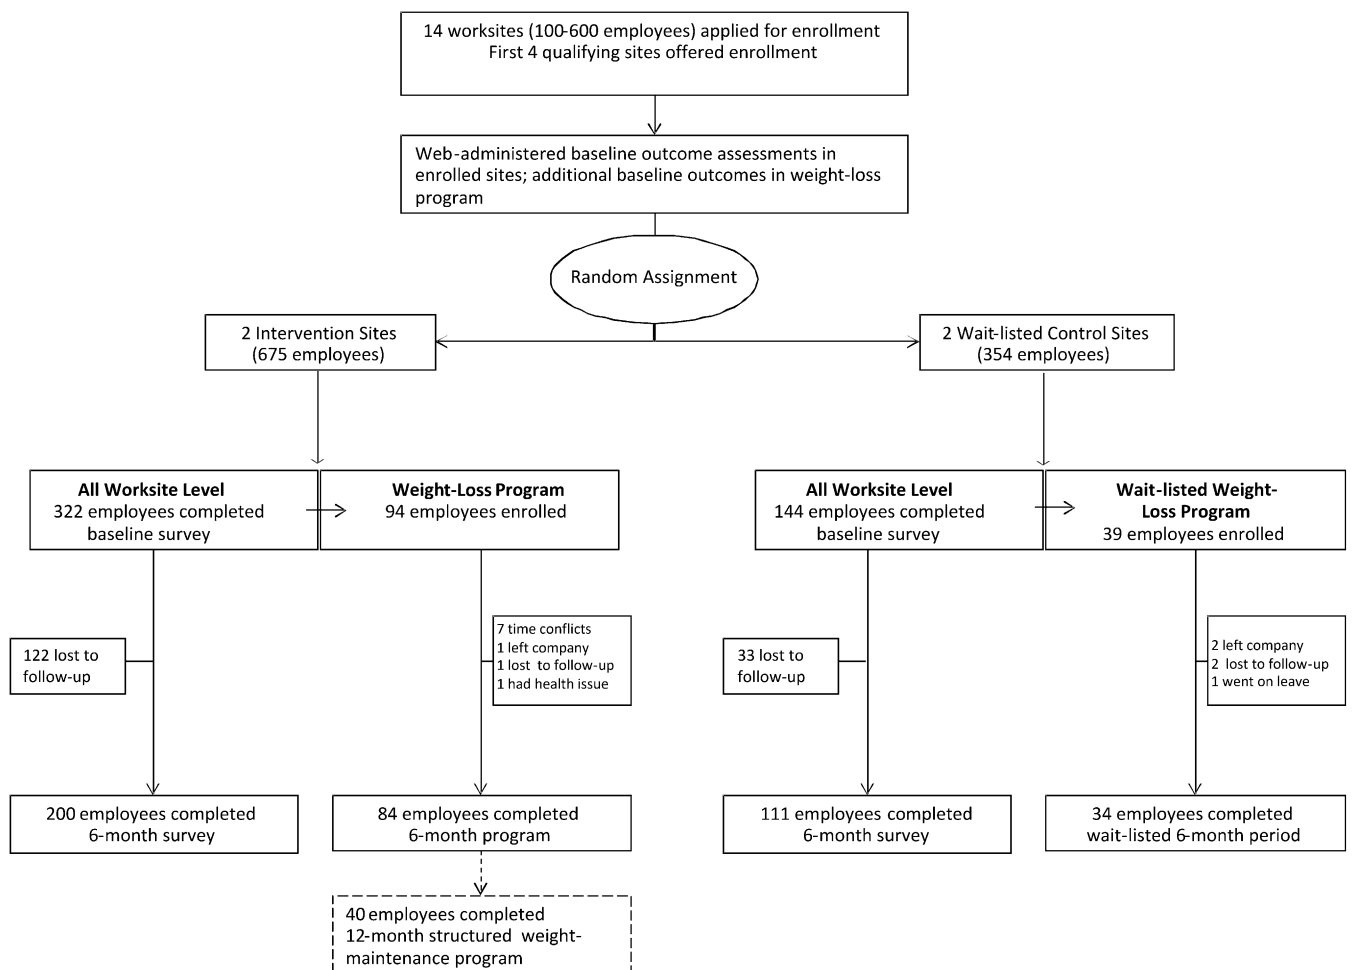 14 worksites (100-600 employees) applied for enrollment
First 4 qualifying sites offered enrollment
Web-administered baseline outcome assessments in
enrolled sites; additional baseline outcomes in weight-loss
program
Random Assignment
2 Intervention Sites
(675 employees)
2 Wait-listed Control Sites
(354 employees)
All Worksite Level
322 employees completed
baseline survey
Weight-Loss Program
94 employees enrolled
All Worksite Level
144 employees completed
baseline survey
Wait-listed Weight-
Loss Program
39 employees enrolled
122 lost to
follow-up
7 time conflicts
1 left company
1 lost to follow-up
1 had health issue
33 lost to
follow-up
2 left company
2 lost to follow-up
1 went on leave
200 employees completed
6-month survey
84 employees completed
6-month program
111 employees completed
6-month survey
34 employees completed
wait-listed 6-month period
40 employees completed
12-month structured weight-
maintenance program